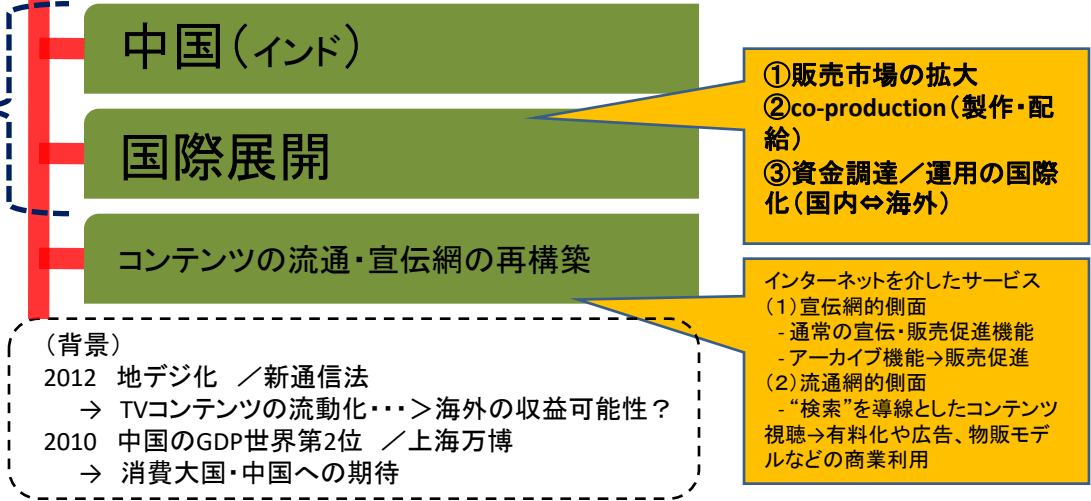 中国（インド）
国際展開
コンテンツの流通・宣伝網の再構築
①販売市場の拡大
②co-production（製作・配
給）
③資金調達／運用の国際
化（国内⇔海外）
インターネットを介したサービス
（１）宣伝網的側面
- 通常の宣伝・販売促進機能
- アーカイブ機能→販売促進
（２）流通網的側面
- “検索”を導線としたコンテンツ
視聴→有料化や広告、物販モデ
ルなどの商業利用
（背景）
2012 地デジ化 ／新通信法
→ TVコンテンツの流動化・・・＞海外の収益可能性？
2010 中国のGDP世界第2位 ／上海万博
→ 消費大国・中国への期待